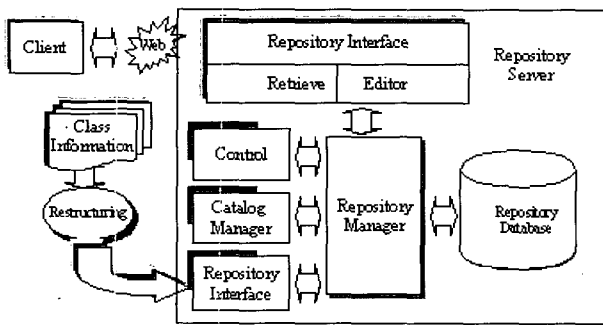 Client
Web
Repository Interface
Retrieve
Editor
Repository
Server
Class
Information
Control
Restructuring
Catalog
Manager
Repository
Manager
Repository
Database
Repository
Interface